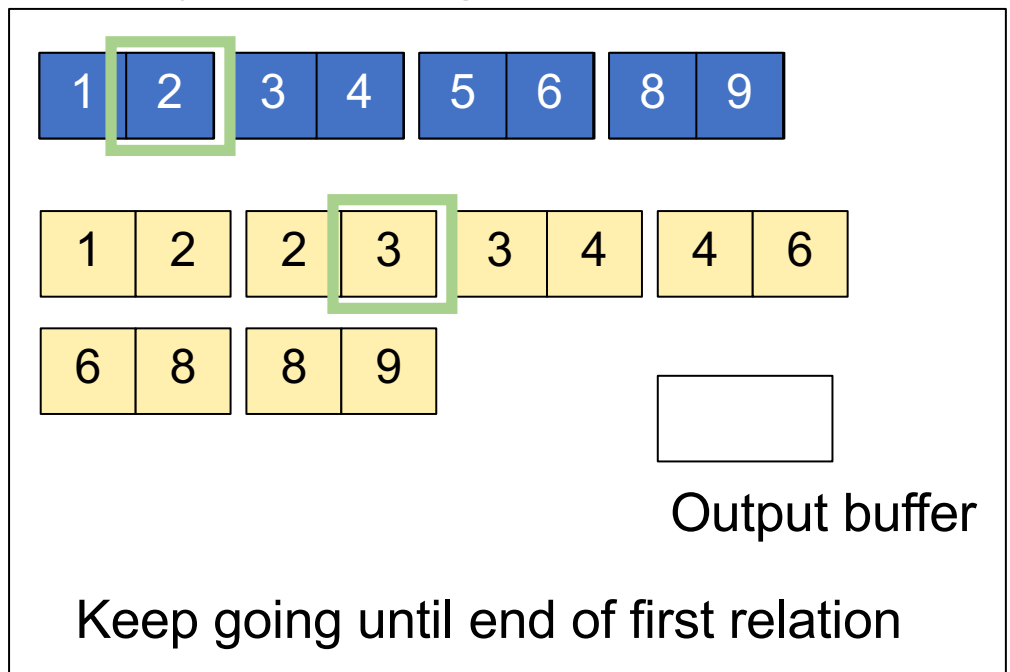 1 2 3 4 5 6 8 9
1 2 2 3 3 4 4 6
6 8 8 9
Output buffer
Keep going until end of first relation